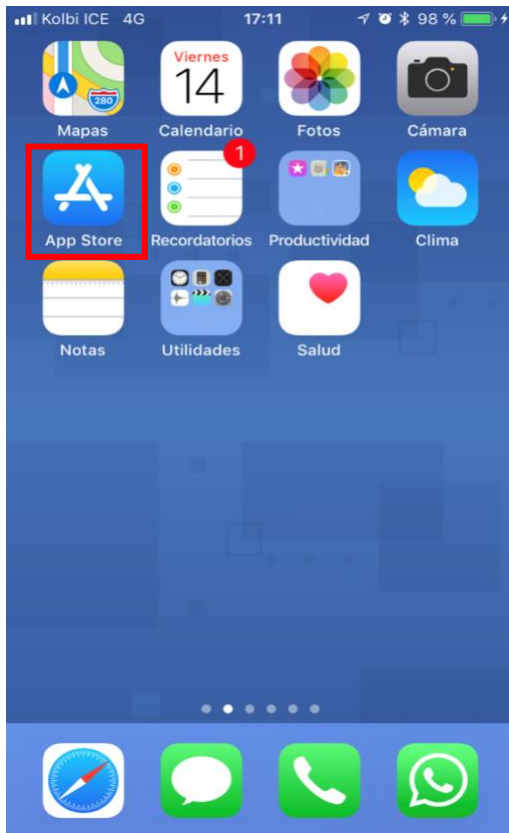 Kolbi ICE 4G 17:11 98 %
Viernes
14
280
Mapas Calendario Fotos Cámara
1
App Store Recordatorios Productividad Clima
Notas Utilidades Salud